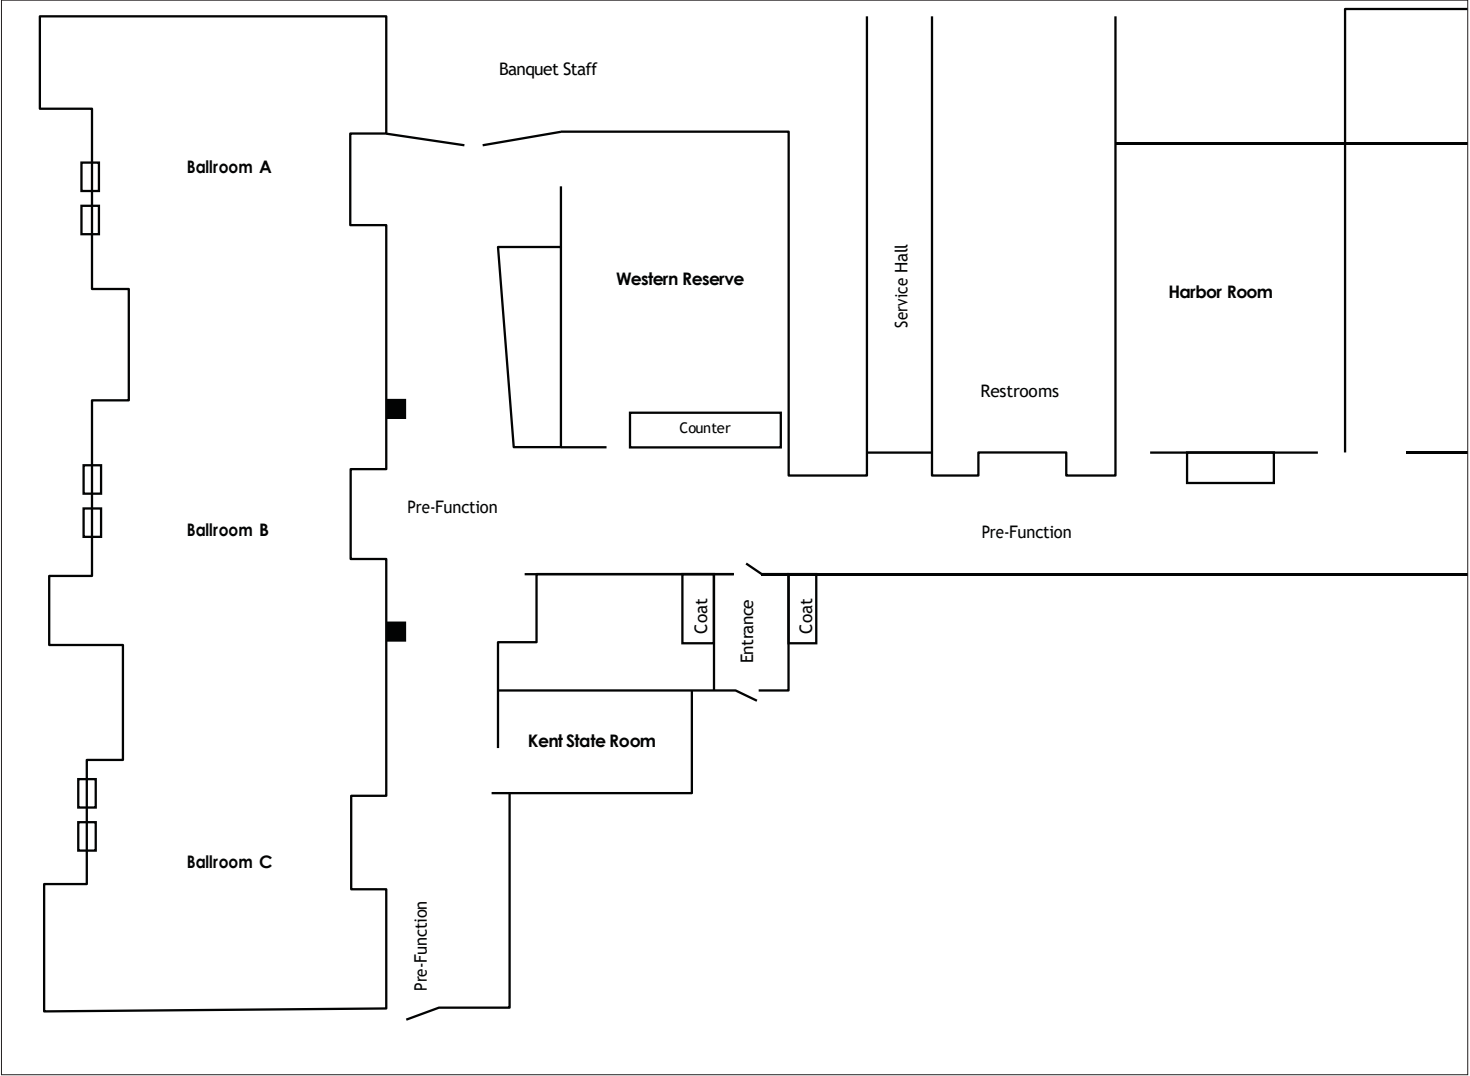 Banquet Staff
Ballroom A
Western Reserve
Service Hall
Harbor Room
Restrooms
Counter
Pre-Function
Ballroom B
Pre-Function
Coat
Entrance
Coat
Kent State Room
Ballroom C
Pre-Function